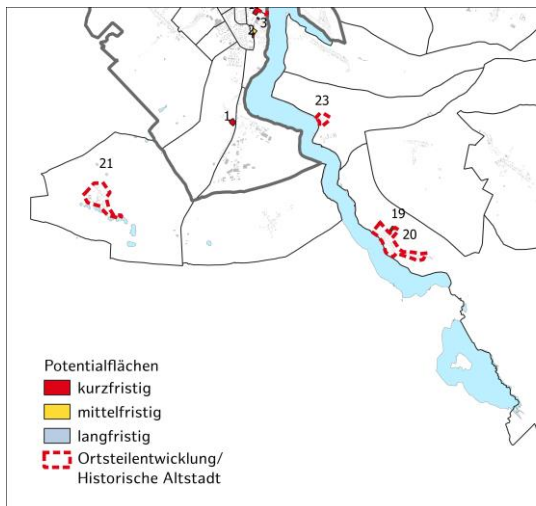 2
3
1
23
21
19
20
Potentialflächen
kurzfristig
mittelfristig
langfristig
Ortsteilentwicklung/
Historische Altstadt